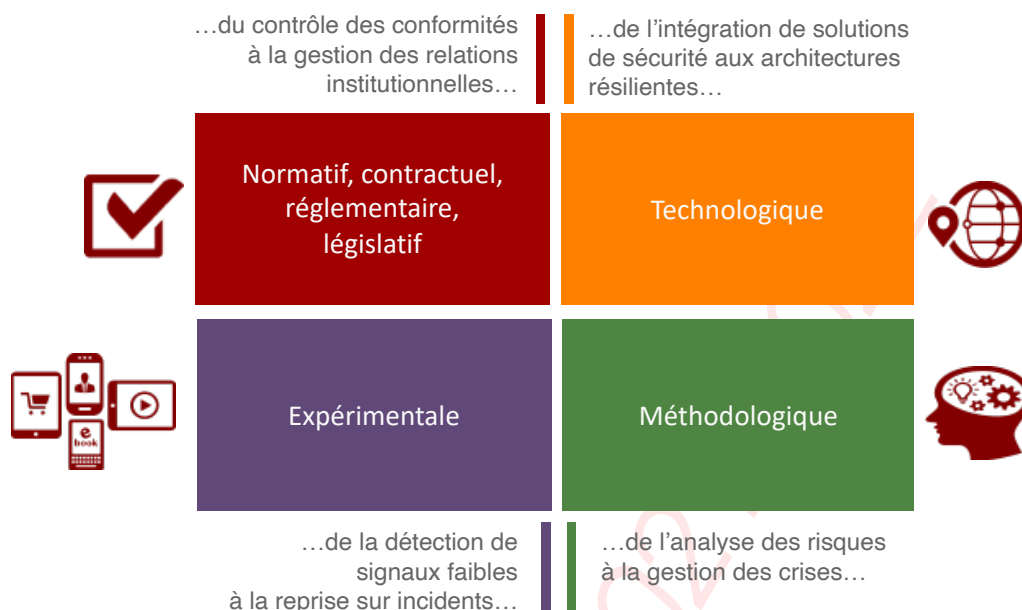 …du contrôle des conformités
à la gestion des relations
institutionnelles…
…de l’intégration de solutions
de sécurité aux architectures
résilientes…
Normatif, contractuel,
réglementaire,
législatif
Technologique
Expérimentale
Méthodologique
e
book
…de la détection de
signaux faibles
à la reprise sur incidents…
…de l’analyse des risques
à la gestion des crises…